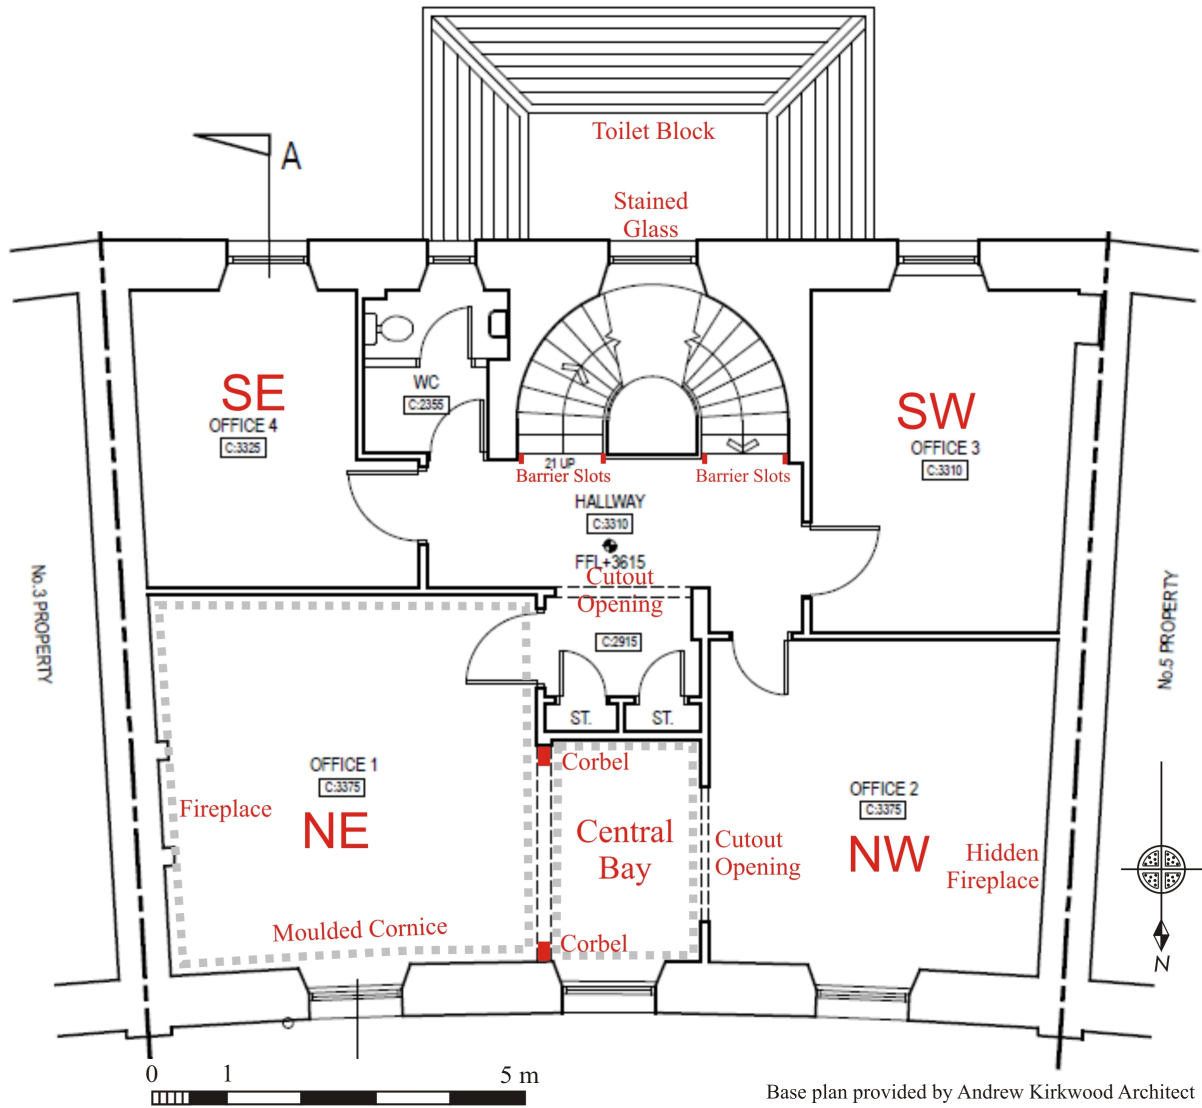 Toilet Block
A
Stained
Glass
SE
OFFICE 4
C:3325
WC
C:2355
SW
OFFICE 3
C:3310
21 UP
Barrier Slots
Barrier Slots
HALLWAY
C:3310
FFL+3615
Cutout
Opening
C:2915
No.3 PROPERTY
No.5 PROPERTY
ST.
ST.
OFFICE 1
C:3375
Fireplace
NE
Corbel
Central
Bay
OFFICE 2
C:3375
Cutout
Opening
NW
Hidden
Fireplace
Moulded Cornice
Corbel
N
0 1 5 m
Base plan provided by Andrew Kirkwood Architect